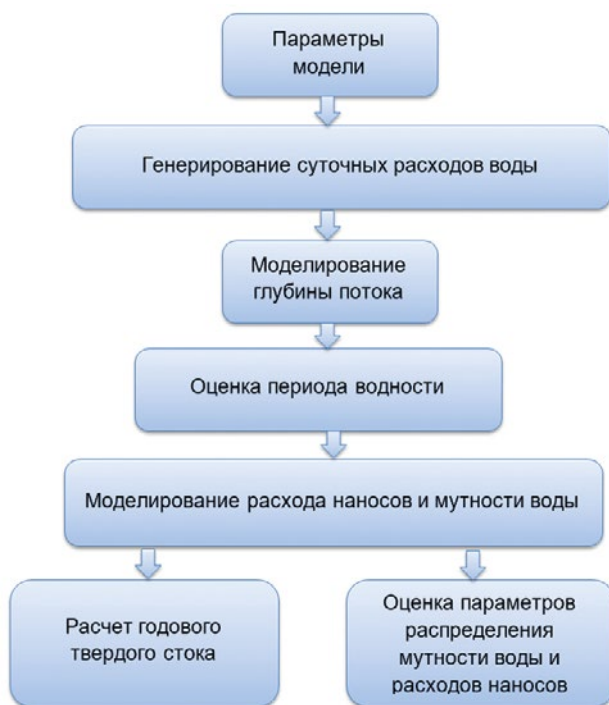 Параметры
модели
Генерирование суточных расходов воды
Моделирование
глубины потока
Оценка периода водности
Моделирование расхода наносов и мутности воды
Расчет годового
твердого стока
Оценка параметров
распределения
мутности воды и
расходов наносов